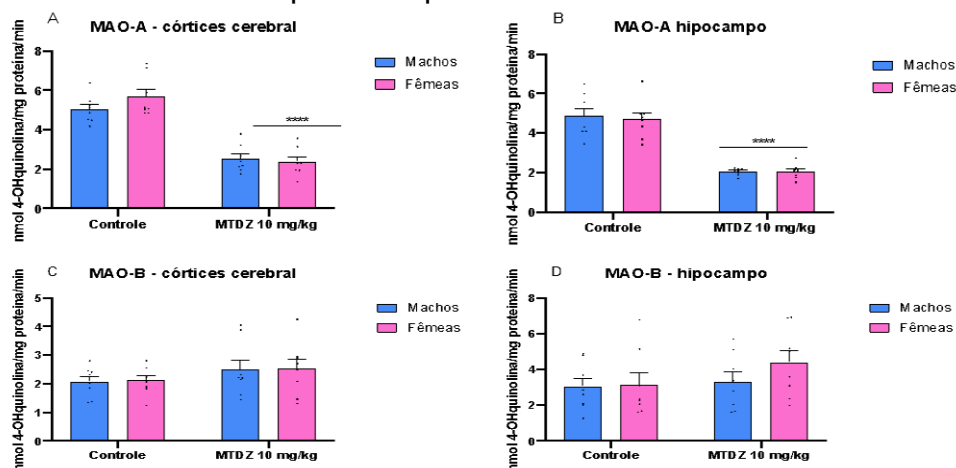 A
MAO-A - córtices cerebral
nmol 4-OHquinolina/mg proteina/min
8
6
4
2
0
****
Controle
MTDZ 10 mg/kg
Machos
Fêmeas
B
MAO-A hipocampo
nmol 4-OHquinolina/mg proteina/min
8
6
4
2
0
****
Controle
MTDZ 10 mg/kg
Machos
Fêmeas
C
MAO-B - córtices cerebral
nmol 4-OHquinolina/mg proteina/min
5
4
3
2
1
0
Controle
MTDZ 10 mg/kg
Machos
Fêmeas
D
MAO-B - hipocampo
nmol 4-OHquinolina/mg proteina/min
8
6
4
2
0
Controle
MTDZ 10 mg/kg
Machos
Fêmeas